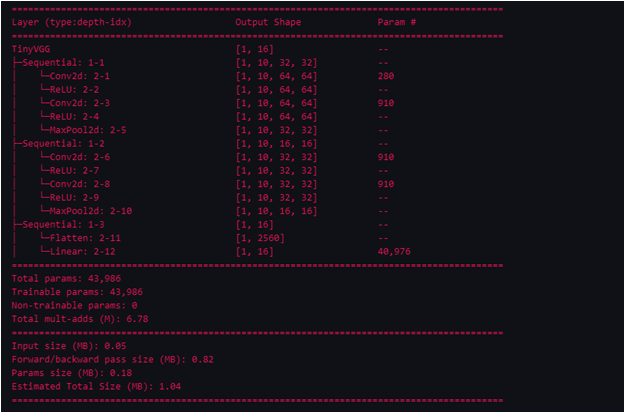 ==========================================================================================
Layer (type:depth-idx)                   Output Shape              Param #
==========================================================================================
TinyVGG                                  [1, 16]                   --
├─Sequential: 1-1                        [1, 10, 32, 32]           --
│    └─Conv2d: 2-1                       [1, 10, 64, 64]           280
│    └─ReLU: 2-2                         [1, 10, 64, 64]           --
│    └─Conv2d: 2-3                       [1, 10, 64, 64]           910
│    └─ReLU: 2-4                         [1, 10, 64, 64]           --
│    └─MaxPool2d: 2-5                    [1, 10, 32, 32]           --
├─Sequential: 1-2                        [1, 10, 16, 16]           --
│    └─Conv2d: 2-6                       [1, 10, 32, 32]           910
│    └─ReLU: 2-7                         [1, 10, 32, 32]           --
│    └─Conv2d: 2-8                       [1, 10, 32, 32]           910
│    └─ReLU: 2-9                         [1, 10, 32, 32]           --
│    └─MaxPool2d: 2-10                   [1, 10, 16, 16]           --
├─Sequential: 1-3                        [1, 16]                   --
│    └─Flatten: 2-11                     [1, 2560]                 --
│    └─Linear: 2-12                      [1, 16]                   40,976
==========================================================================================
Total params: 43,986
Trainable params: 43,986
Non-trainable params: 0
Total mult-adds (M): 6.78
==========================================================================================
Input size (MB): 0.05
Forward/backward pass size (MB): 0.82
Params size (MB): 0.18
Estimated Total Size (MB): 1.04
==========================================================================================